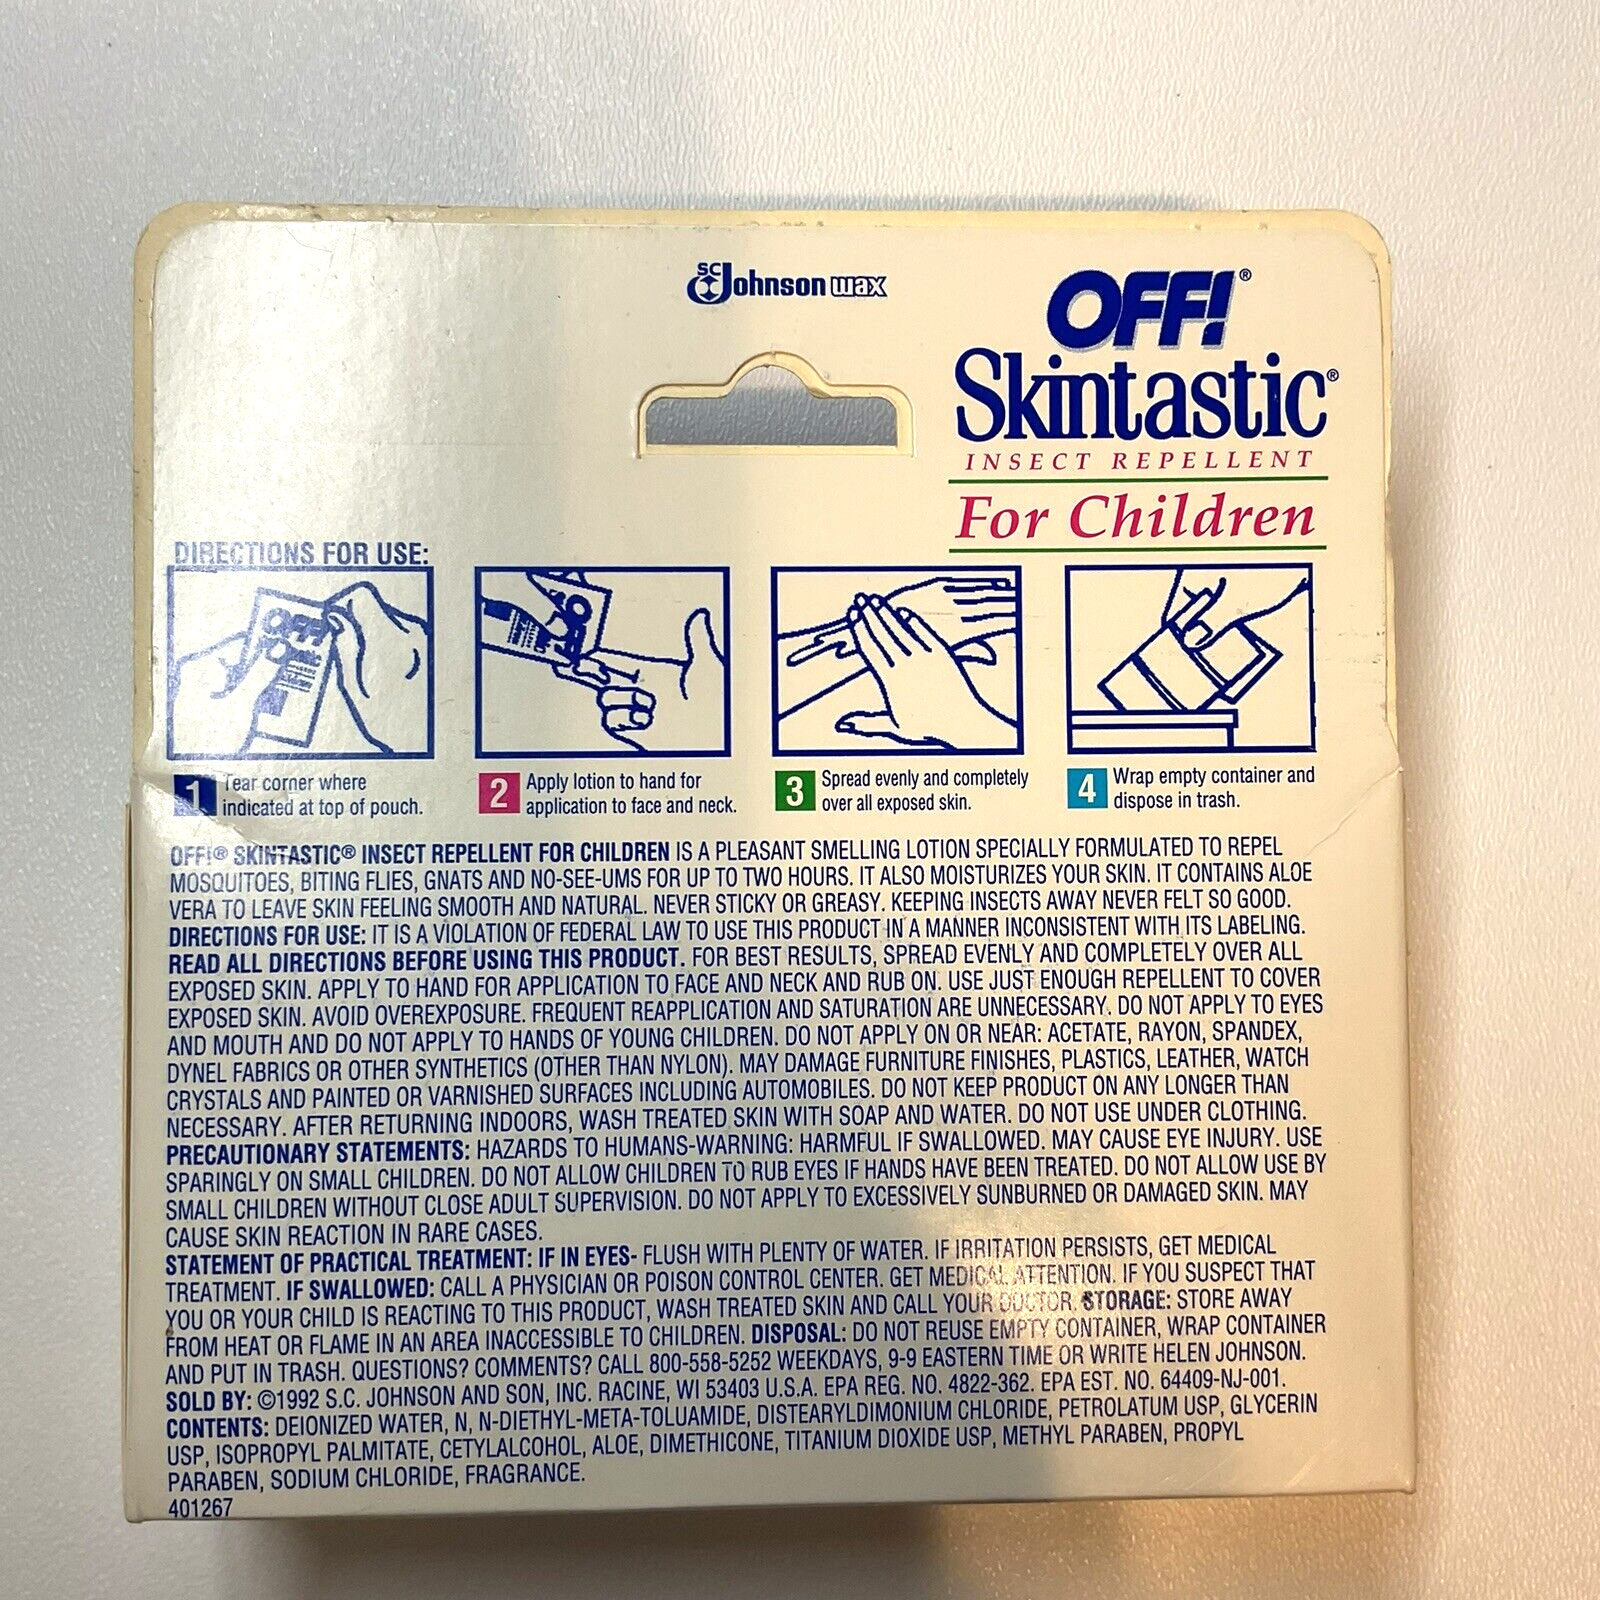 SC Johnson wax
OFF!®
Skintastic®
INSECT REPELLENT
For Children
DIRECTIONS FOR USE:
OFF!
1 Tear corner where
indicated at top of pouch.
2 Apply lotion to hand for
application to face and neck.
3 Spread evenly and completely
over all exposed skin.
4 Wrap empty container and
dispose in trash.
OFF!® SKINTASTIC® INSECT REPELLENT FOR CHILDREN IS A PLEASANT SMELLING LOTION SPECIALLY FORMULATED TO REPEL
MOSQUITOES, BITING FLIES, GNATS AND NO-SEE-UMS FOR UP TO TWO HOURS. IT ALSO MOISTURIZES YOUR SKIN. IT CONTAINS ALOE
VERA TO LEAVE SKIN FEELING SMOOTH AND NATURAL. NEVER STICKY OR GREASY. KEEPING INSECTS AWAY NEVER FELT SO GOOD.
DIRECTIONS FOR USE: IT IS A VIOLATION OF FEDERAL LAW TO USE THIS PRODUCT IN A MANNER INCONSISTENT WITH ITS LABELING.
READ ALL DIRECTIONS BEFORE USING THIS PRODUCT. FOR BEST RESULTS, SPREAD EVENLY AND COMPLETELY OVER ALL
EXPOSED SKIN. APPLY TO HAND FOR APPLICATION TO FACE AND NECK AND RUB ON. USE JUST ENOUGH REPELLENT TO COVER
EXPOSED SKIN. AVOID OVEREXPOSURE. FREQUENT REAPPLICATION AND SATURATION ARE UNNECESSARY. DO NOT APPLY TO EYES
AND MOUTH AND DO NOT APPLY TO HANDS OF YOUNG CHILDREN. DO NOT APPLY ON OR NEAR: ACETATE, RAYON, SPANDEX,
DYNEL FABRICS OR OTHER SYNTHETICS (OTHER THAN NYLON). MAY DAMAGE FURNITURE FINISHES, PLASTICS, LEATHER, WATCH
CRYSTALS AND PAINTED OR VARNISHED SURFACES INCLUDING AUTOMOBILES. DO NOT KEEP PRODUCT ON ANY LONGER THAN
NECESSARY. AFTER RETURNING INDOORS, WASH TREATED SKIN WITH SOAP AND WATER. DO NOT USE UNDER CLOTHING.
PRECAUTIONARY STATEMENTS: HAZARDS TO HUMANS-WARNING: HARMFUL IF SWALLOWED. MAY CAUSE EYE INJURY. USE
SPARINGLY ON SMALL CHILDREN. DO NOT ALLOW CHILDREN TO RUB EYES IF HANDS HAVE BEEN TREATED. DO NOT ALLOW USE BY
SMALL CHILDREN WITHOUT CLOSE ADULT SUPERVISION. DO NOT APPLY TO EXCESSIVELY SUNBURNED OR DAMAGED SKIN. MAY
CAUSE SKIN REACTION IN RARE CASES.
STATEMENT OF PRACTICAL TREATMENT: IF IN EYES- FLUSH WITH PLENTY OF WATER. IF IRRITATION PERSISTS, GET MEDICAL
TREATMENT. IF SWALLOWED: CALL A PHYSICIAN OR POISON CONTROL CENTER. GET MEDICAL ATTENTION. IF YOU SUSPECT THAT
YOU OR YOUR CHILD IS REACTING TO THIS PRODUCT, WASH TREATED SKIN AND CALL YOUR DOCTOR. STORAGE: STORE AWAY
FROM HEAT OR FLAME IN AN AREA INACCESSIBLE TO CHILDREN. DISPOSAL: DO NOT REUSE EMPTY CONTAINER, WRAP CONTAINER
AND PUT IN TRASH. QUESTIONS? COMMENTS? CALL 800-558-5252 WEEKDAYS, 9-9 EASTERN TIME OR WRITE HELEN JOHNSON.
SOLD BY: ©1992 S.C. JOHNSON AND SON, INC. RACINE, WI 53403 U.S.A. EPA REG. NO. 4822-362. EPA EST. NO. 64409-NJ-001.
CONTENTS: DEIONIZED WATER, N, N-DIETHYL-META-TOLUAMIDE, DISTEARYLDIMONIUM CHLORIDE, PETROLATUM USP, GLYCERIN
USP, ISOPROPYL PALMITATE, CETYLALCOHOL, ALOE, DIMETHICONE, TITANIUM DIOXIDE USP, METHYL PARABEN, PROPYL
PARABEN, SODIUM CHLORIDE, FRAGRANCE.
401267